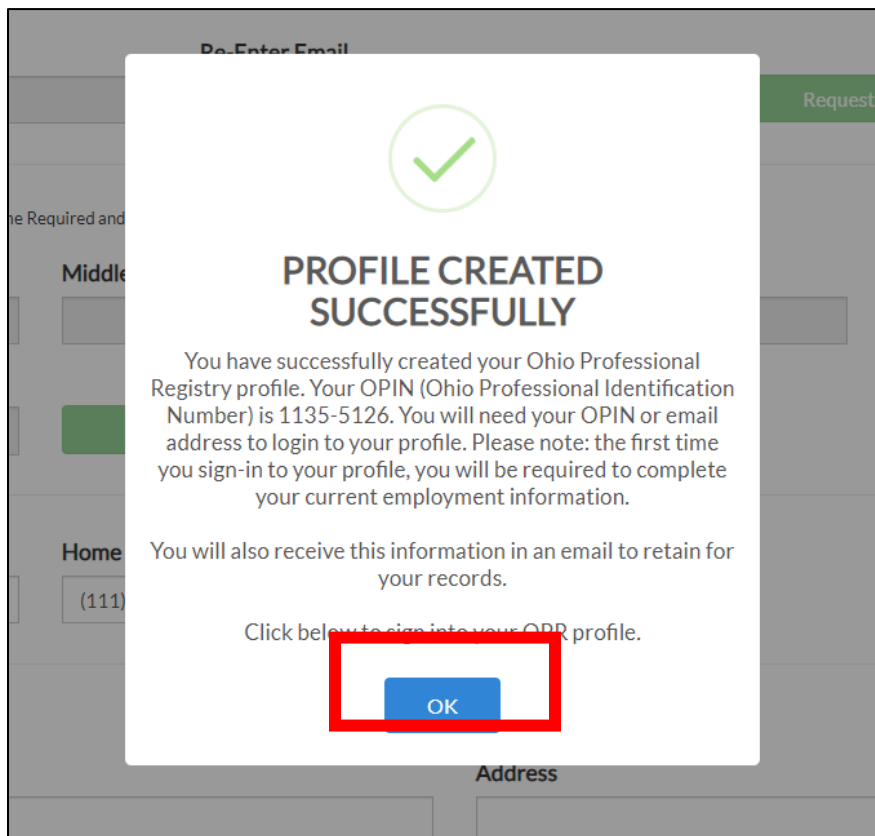 Re-Enter Email
Request
ne Required and
Middle
PROFILE CREATED
SUCCESSFULLY
You have successfully created your Ohio Professional
Registry profile. Your OPIN (Ohio Professional Identification
Number) is 1135-5126. You will need your OPIN or email
address to login to your profile. Please note: the first time
you sign-in to your profile, you will be required to complete
your current employment information.
Home
(111)
You will also receive this information in an email to retain for
your records.
Click below to sign into your OPR profile.
OK
Address